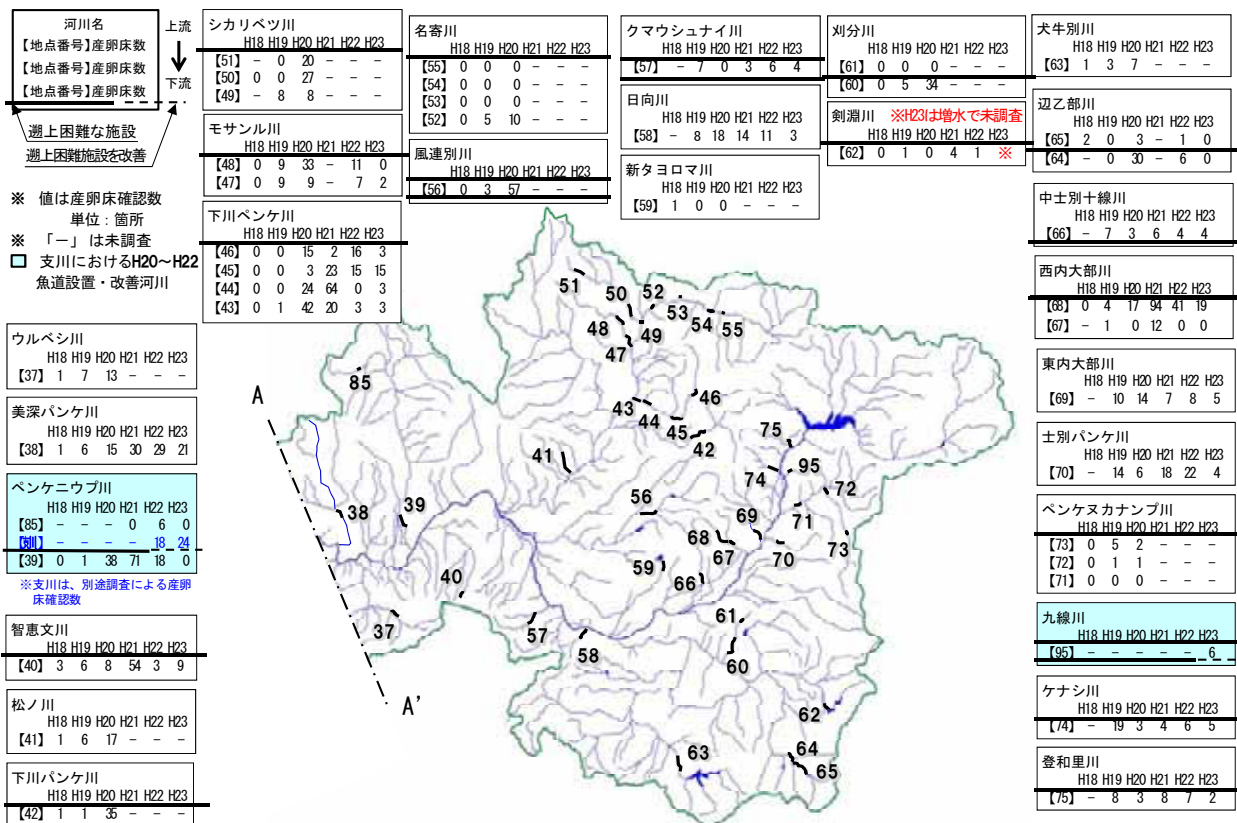 河川名
【地点番号】産卵床数
【地点番号】産卵床数
【地点番号】産卵床数
上流
下流
遡上困難な施設
遡上困難施設を改善
※ 値は産卵床確認数
単位：箇所
※ 「－」は未調査
支川におけるH20～H22
魚道設置・改善河川
シカリベツ川
H18 H19 H20 H21 H22 H23
【51】 - 0 20 - - -
【50】 0 0 27 - - -
【49】 - 8 8 - - -
モサンル川
H18 H19 H20 H21 H22 H23
【48】 0 9 33 - 11 0
【47】 0 9 9 - 7 2
下川ペンケ川
H18 H19 H20 H21 H22 H23
【46】 0 0 15 2 16 3
【45】 0 0 3 23 15 15
【44】 0 0 24 64 0 3
【43】 0 1 42 20 3 3
名寄川
H18 H19 H20 H21 H22 H23
【55】 0 0 0 - - -
【54】 0 0 0 - - -
【53】 0 0 0 - - -
【52】 0 5 10 - - -
風連別川
H18 H19 H20 H21 H22 H23
【56】 0 3 57 - - -
クマウシュナイ川
H18 H19 H20 H21 H22 H23
【57】 - 7 0 3 6 4
日向川
H18 H19 H20 H21 H22 H23
【58】 - 8 18 14 11 3
新タヨロマ川
H18 H19 H20 H21 H22 H23
【59】 1 0 0 - - -
刈分川
H18 H19 H20 H21 H22 H23
【61】 0 0 0 - - -
【60】 0 5 34 - - -
剣淵川 ※H23は増水で未調査
H18 H19 H20 H21 H22 H23
【62】 0 1 0 4 1 ※
犬牛別川
H18 H19 H20 H21 H22 H23
【63】 1 3 7 - - -
辺乙部川
H18 H19 H20 H21 H22 H23
【65】 2 0 3 - 1 0
【64】 - 0 30 - 6 0
中士別十線川
H18 H19 H20 H21 H22 H23
【66】 - 7 3 6 4 4
西内大部川
H18 H19 H20 H21 H22 H23
【68】 0 4 17 94 41 19
【67】 - 1 0 12 0 0
東内大部川
H18 H19 H20 H21 H22 H23
【69】 - 10 14 7 8 5
士別パンケ川
H18 H19 H20 H21 H22 H23
【70】 - 14 6 18 22 4
ペンケヌカナンプ川
H18 H19 H20 H21 H22 H23
【73】 0 5 2 - - -
【72】 0 1 1 - - -
【71】 0 0 0 - - -
九線川
H18 H19 H20 H21 H22 H23
【95】 - - - - - 6
ケナシ川
H18 H19 H20 H21 H22 H23
【74】 - 19 3 4 6 5
登和里川
H18 H19 H20 H21 H22 H23
【75】 - 8 3 8 7 2
ウルベシ川
H18 H19 H20 H21 H22 H23
【37】 1 7 13 - - -
美深パンケ川
H18 H19 H20 H21 H22 H23
【38】 1 6 15 30 29 21
ペンケニウプ川
H18 H19 H20 H21 H22 H23
【85】 - - - 0 6 0
【支川】 - - - - 18 24
【39】 0 1 38 71 18 0
※支川は、別途調査による産卵
床確認数
智恵文川
H18 H19 H20 H21 H22 H23
【40】 3 6 8 54 3 9
松ノ川
H18 H19 H20 H21 H22 H23
【41】 1 6 17 - - -
下川パンケ川
H18 H19 H20 H21 H22 H23
【42】 1 1 35 - - -
51
50
52
53
54
55
48
49
47
85
46
43
44
45
42
A
75
41
95
74
72
39
38
56
69
71
68
67
70
73
59
66
40
37
57
61
58
60
A'
62
63
64
65